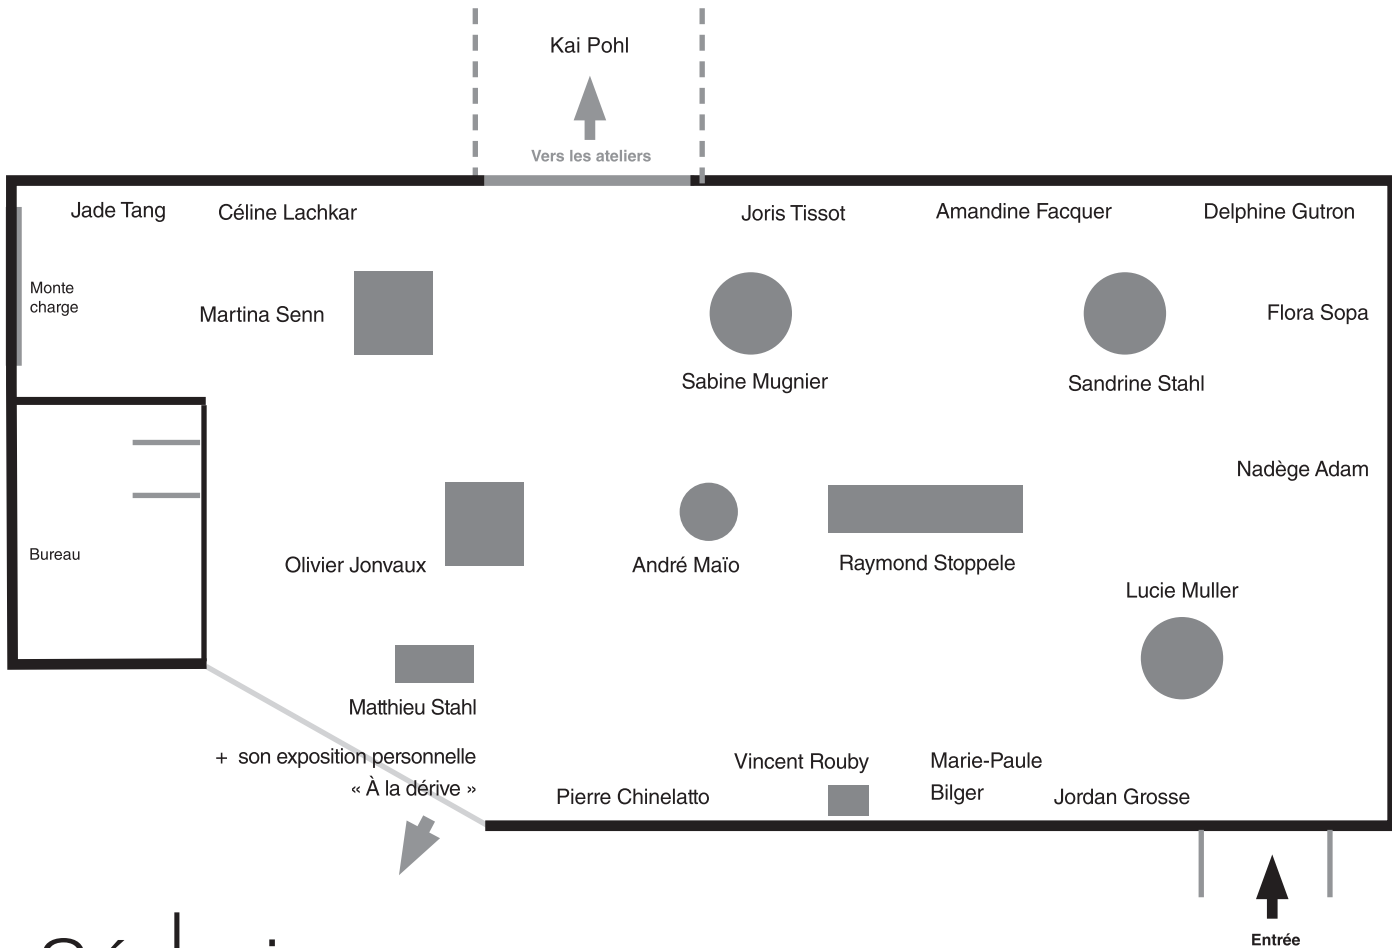 Kai Pohl
Vers les ateliers
Jade Tang
Céline Lachkar
Joris Tissot
Amandine Facquer
Delphine Gutron
Monte
charge
Martina Senn
Flora Sopa
Sabine Mugnier
Sandrine Stahl
Nadège Adam
Bureau
Olivier Jonvaux
André Maïo
Raymond Stoppele
Lucie Muller
Matthieu Stahl
+ son exposition personnelle
« À la dérive »
Vincent Rouby
Marie-Paule
Bilger
Pierre Chinelatto
Jordan Grosse
Entrée